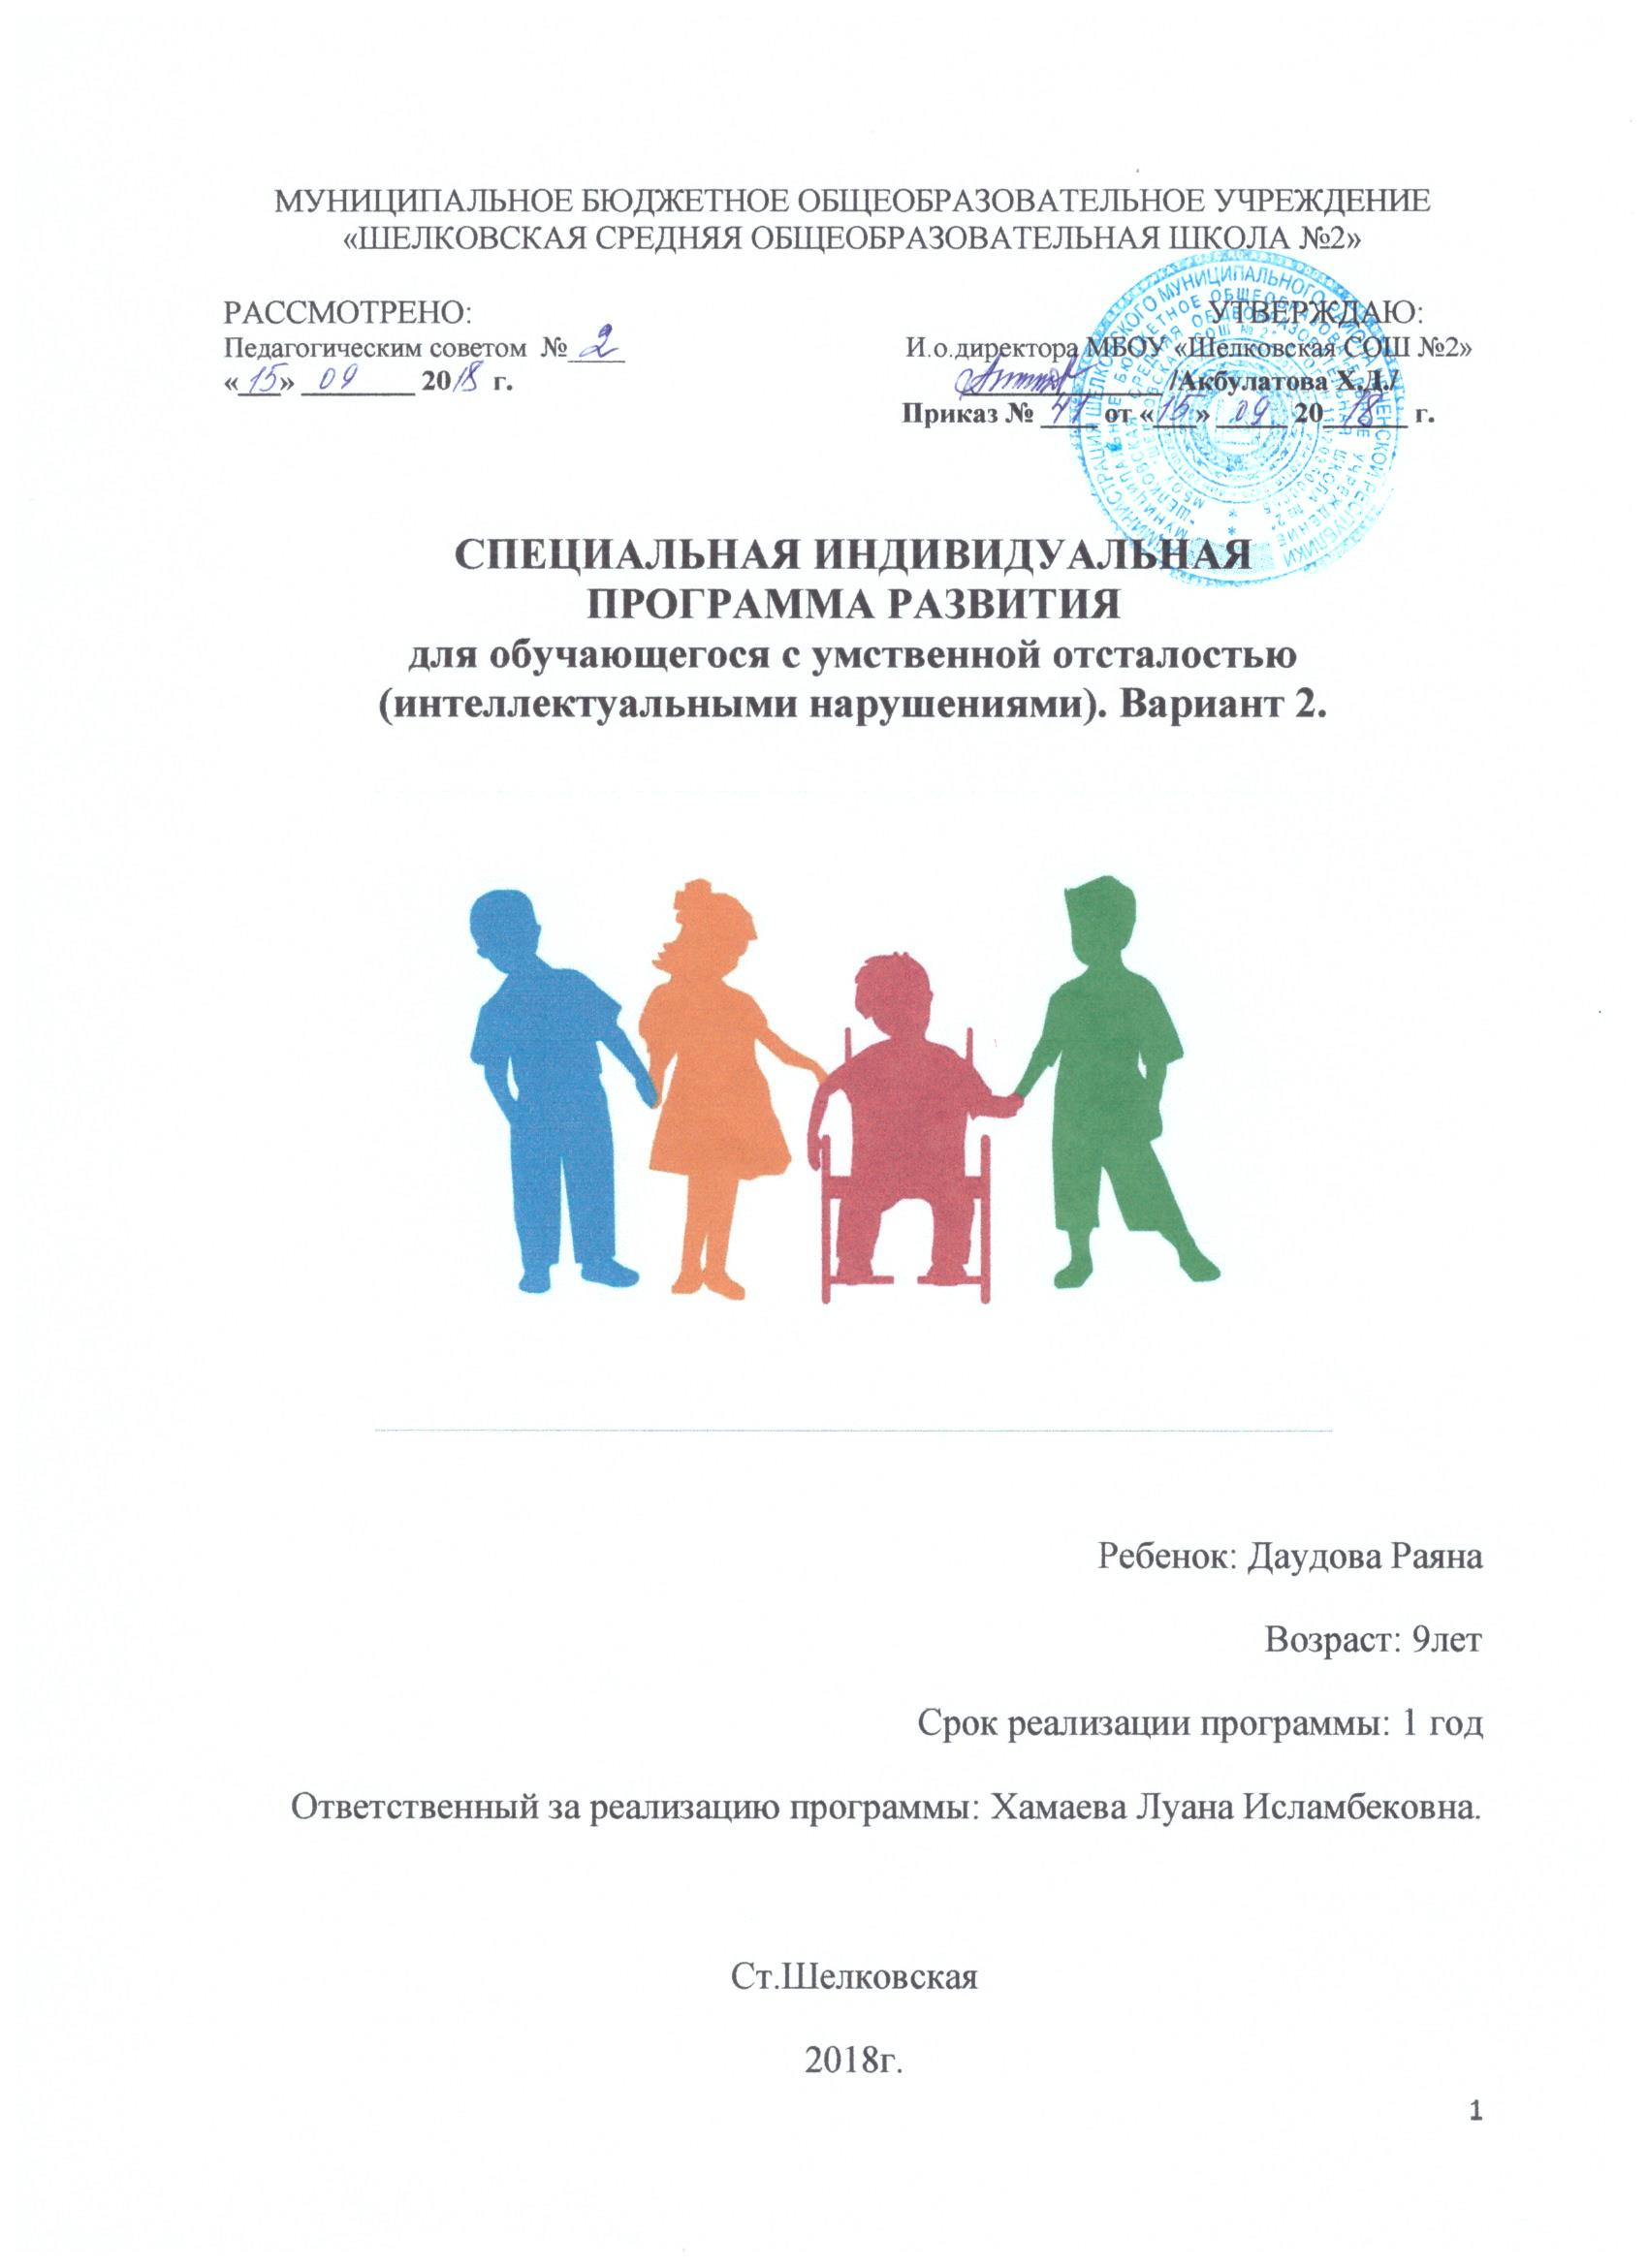 МУНИЦИПАЛЬНОЕ БЮДЖЕТНОЕ ОБЩЕОБРАЗОВАТЕЛЬНОЕ УЧРЕЖДЕНИЕ
«ШЕЛКОВСКАЯ СРЕДНЯЯ ОБЩЕОБРАЗОВАТЕЛЬНАЯ ШКОЛА №2»
РАССМОТРЕНО: УТВЕРЖДАЮ:
Педагогическим советом № 2 И.о.директора МБОУ «Шелковская СОШ №2»
«15» 09 2018 г. /Акбулатова Х.Д./
Приказ № 41 от «15» 09 2018 г.
СПЕЦИАЛЬНАЯ ИНДИВИДУАЛЬНАЯ
ПРОГРАММА РАЗВИТИЯ
для обучающегося с умственной отсталостью
(интеллектуальными нарушениями). Вариант 2.
Ребенок: Даудова Раяна
Возраст: 9лет
Срок реализации программы: 1 год
Ответственный за реализацию программы: Хамаева Луана Исламбековна.
Ст.Шелковская
2018г.
1